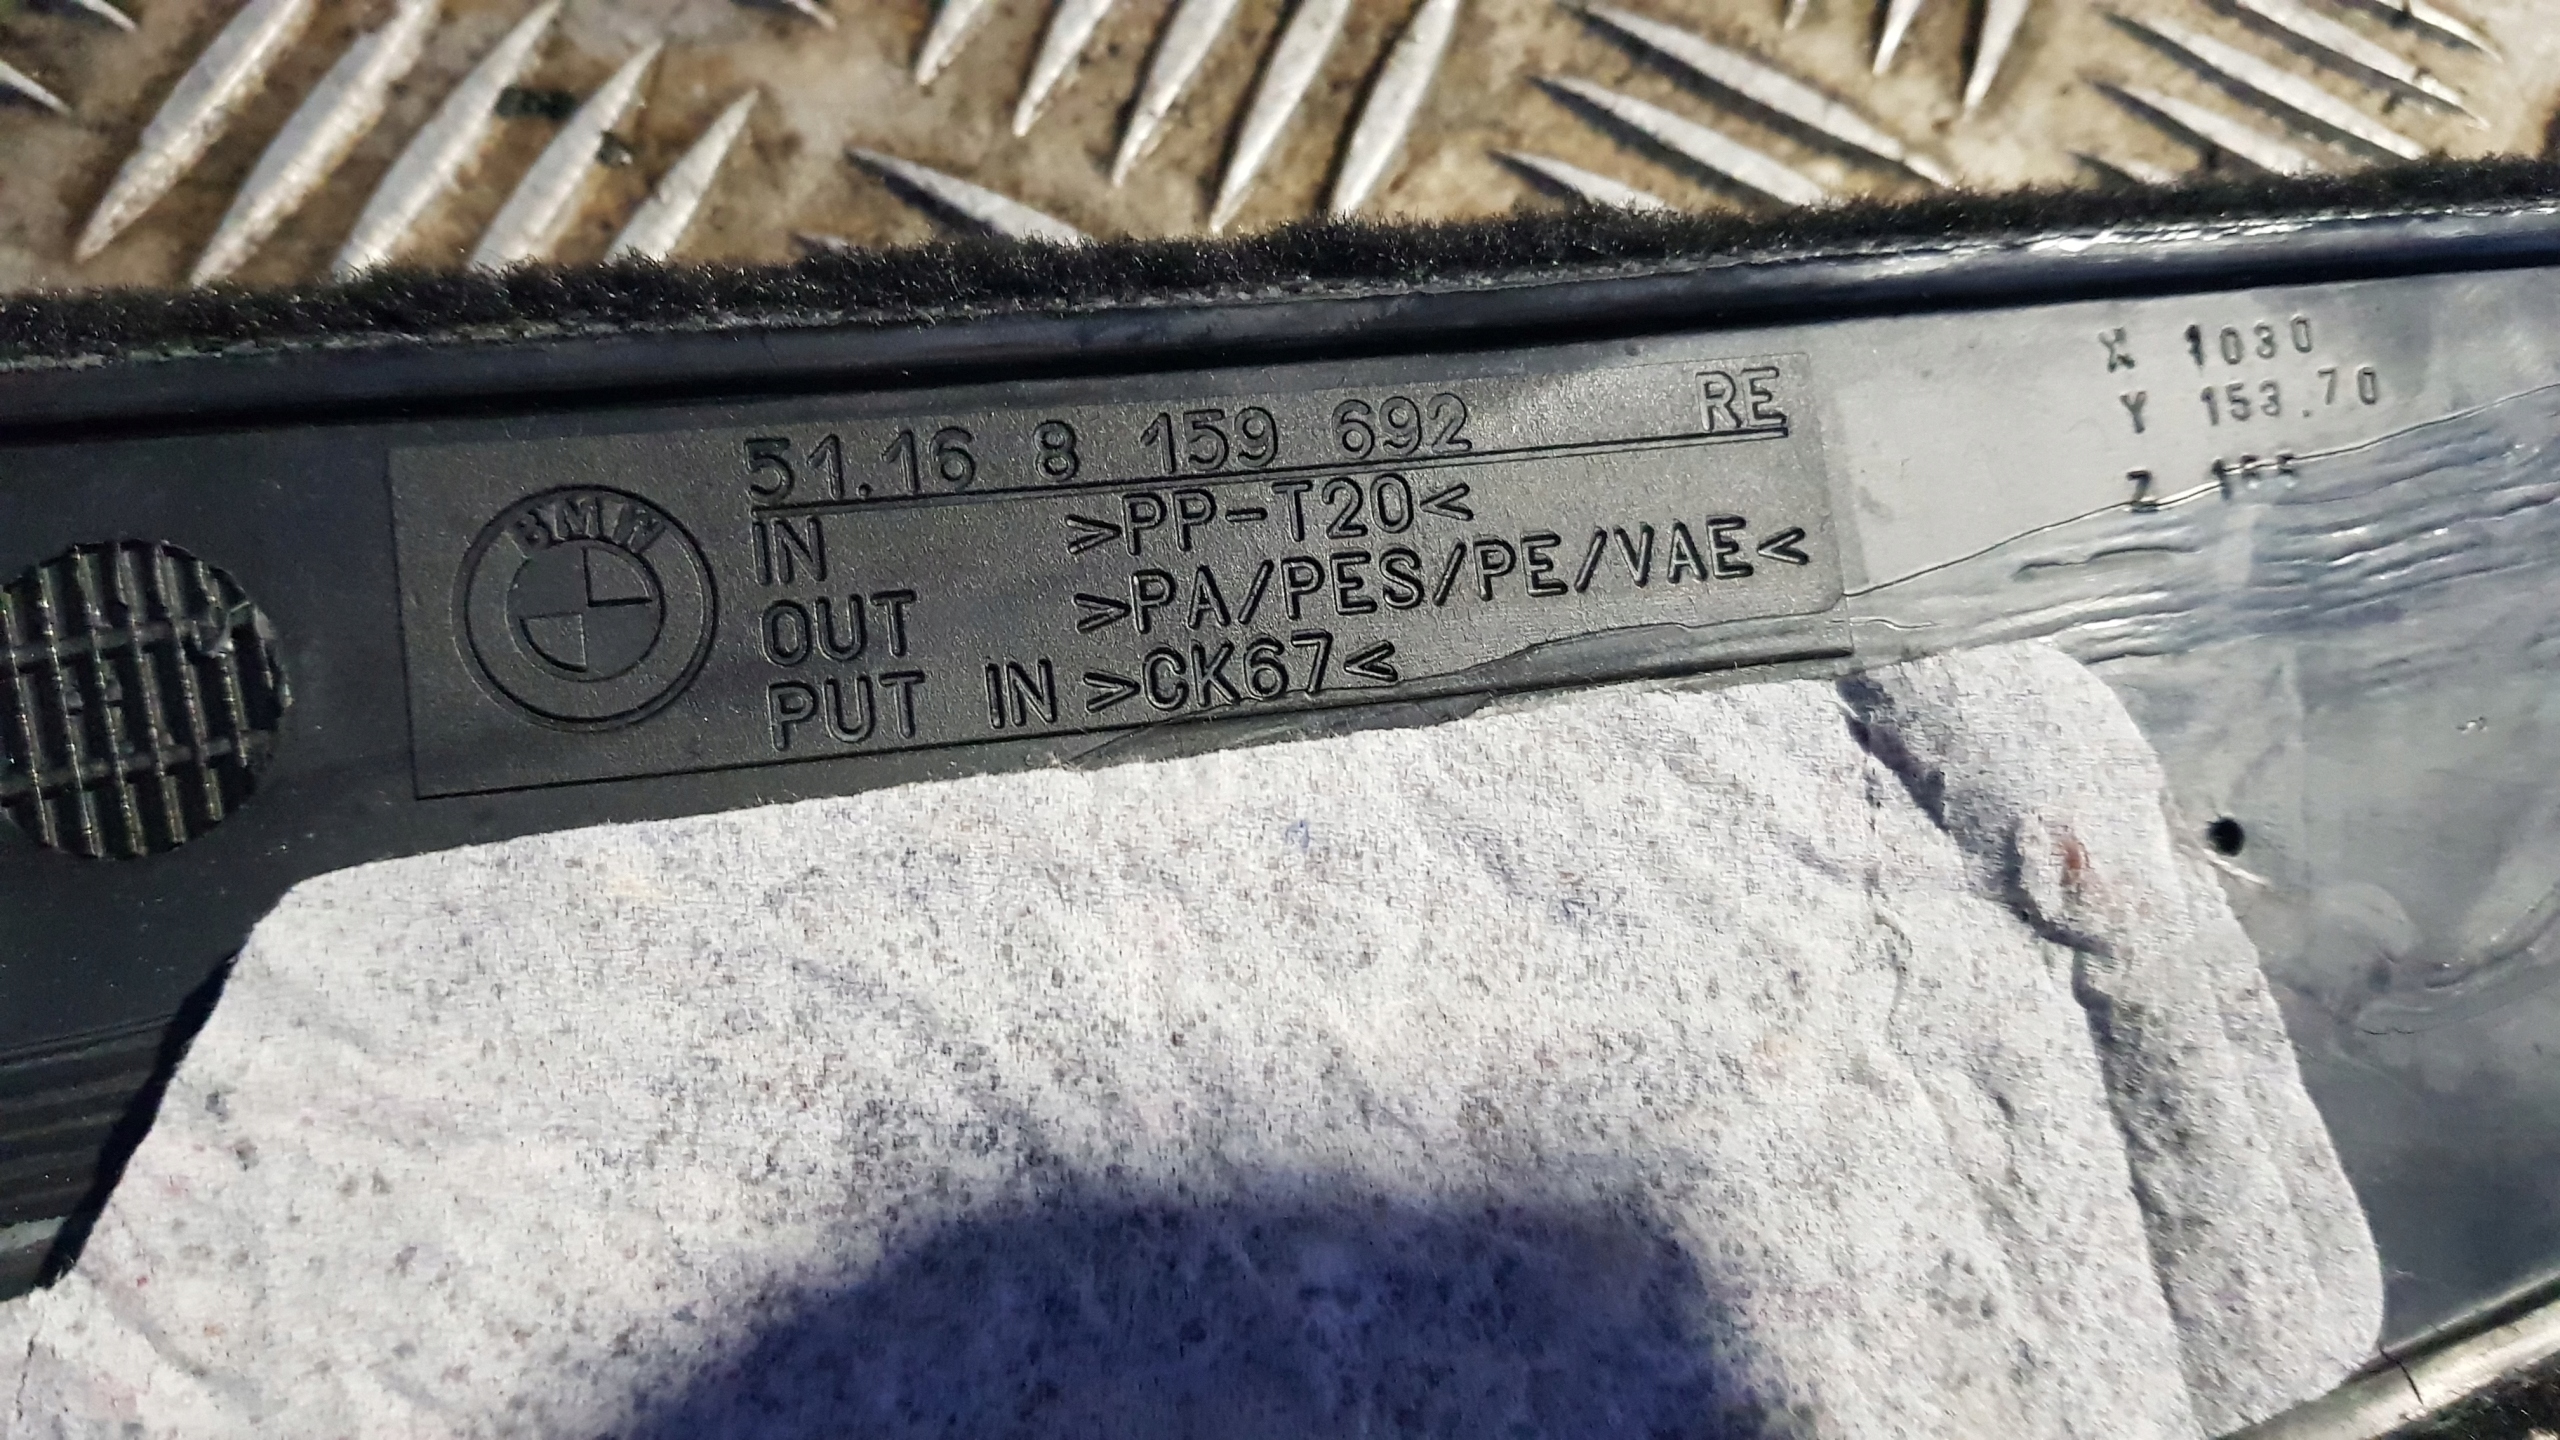 51.16 8 159 692 RE
BMW
IN >PP-T20<
OUT >PA/PES/PE/VAE<
PUT IN >CK67<
X 1030
Y 153.70
Z